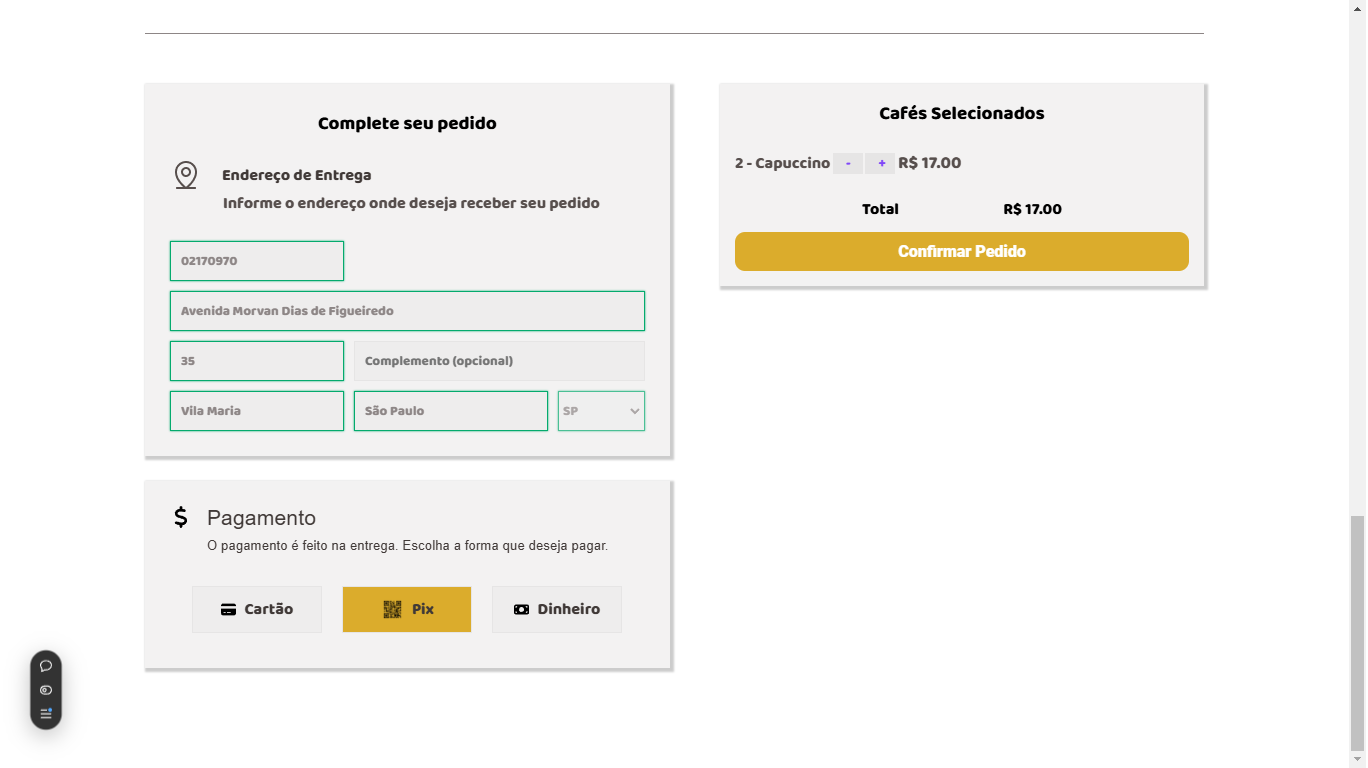 Complete seu pedido
Endereço de Entrega
Informe o endereço onde deseja receber seu pedido
02170970
Avenida Morvan Dias de Figueiredo
35
Complemento (opcional)
Vila Maria
São Paulo
SP
Pagamento
O pagamento é feito na entrega. Escolha a forma que deseja pagar.
Cartão
Pix
Dinheiro
Cafés Selecionados
2 - Capuccino - + R$ 17.00
Total R$ 17.00
Confirmar Pedido